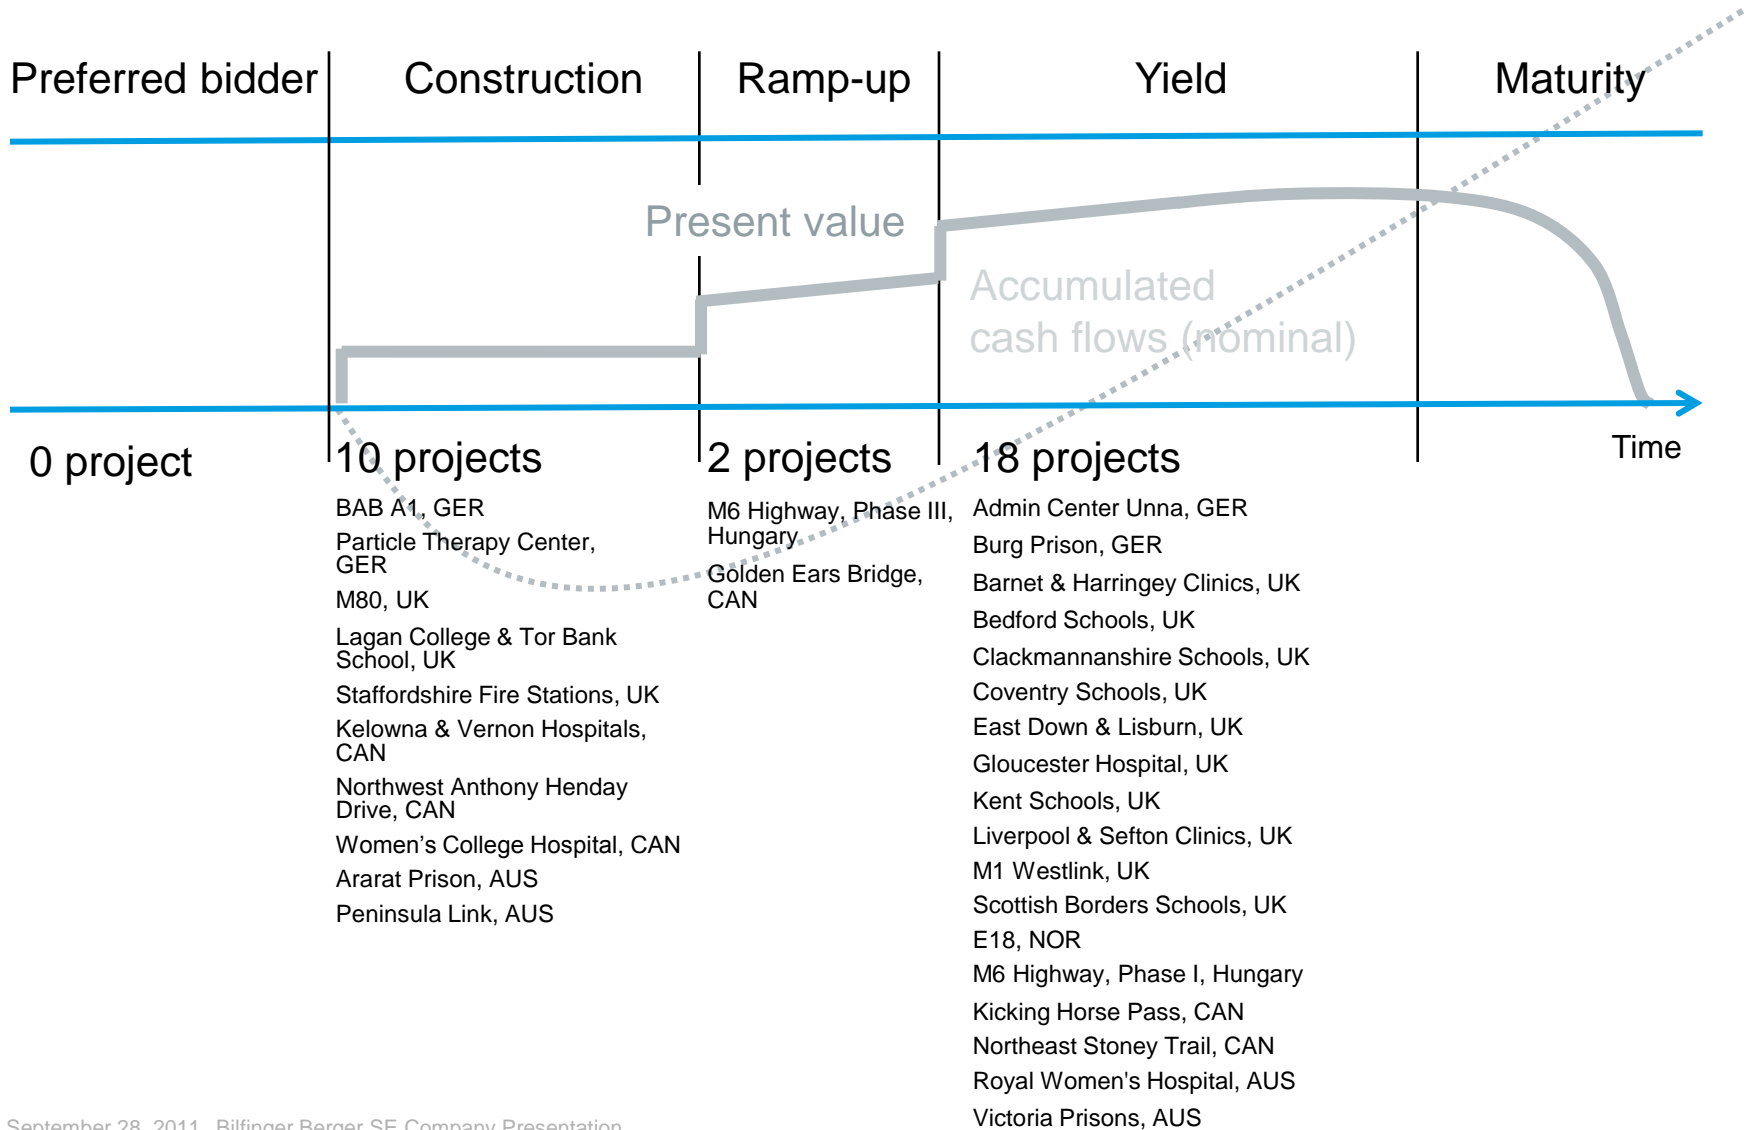 Preferred bidder
Construction
Ramp-up
Yield
Maturity
Present value
Accumulated
cash flows (nominal)
Time
0 project
10 projects
BAB A1, GER
Particle Therapy Center,
GER
M80, UK
Lagan College & Tor Bank
School, UK
Staffordshire Fire Stations, UK
Kelowna & Vernon Hospitals,
CAN
Northwest Anthony Henday
Drive, CAN
Women’s College Hospital, CAN
Ararat Prison, AUS
Peninsula Link, AUS
2 projects
M6 Highway, Phase III,
Hungary
Golden Ears Bridge,
CAN
18 projects
Admin Center Unna, GER
Burg Prison, GER
Barnet & Harringey Clinics, UK
Bedford Schools, UK
Clackmannanshire Schools, UK
Coventry Schools, UK
East Down & Lisburn, UK
Gloucester Hospital, UK
Kent Schools, UK
Liverpool & Sefton Clinics, UK
M1 Westlink, UK
Scottish Borders Schools, UK
E18, NOR
M6 Highway, Phase I, Hungary
Kicking Horse Pass, CAN
Northeast Stoney Trail, CAN
Royal Women's Hospital, AUS
Victoria Prisons, AUS
September 28, 2011 Bilfinger Berger SE Company Presentation